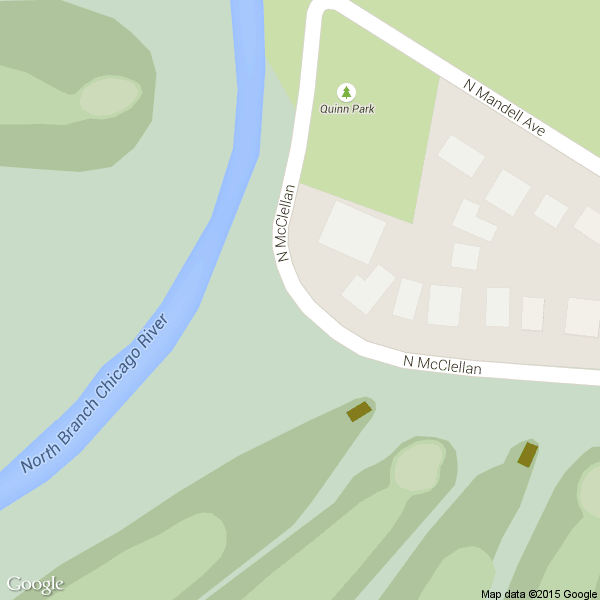 N Mandell Ave
Quinn Park
N McClellan
North Branch Chicago River
N McClellan
Google
Map data ©2015 Google